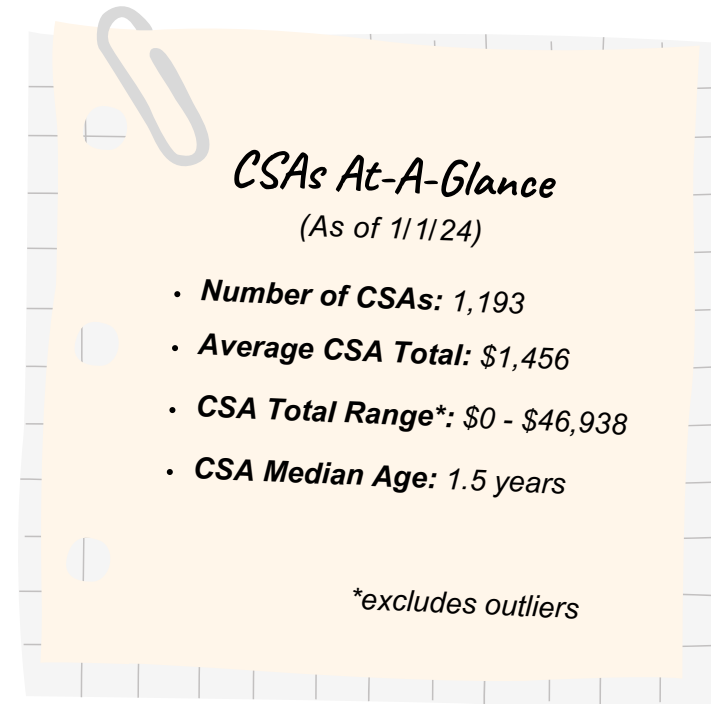 CSAs At-A-Glance
(As of 1/1/24)
• Number of CSAs: 1,193
• Average CSA Total: $1,456
• CSA Total Range*: $0 - $46,938
• CSA Median Age: 1.5 years
*excludes outliers